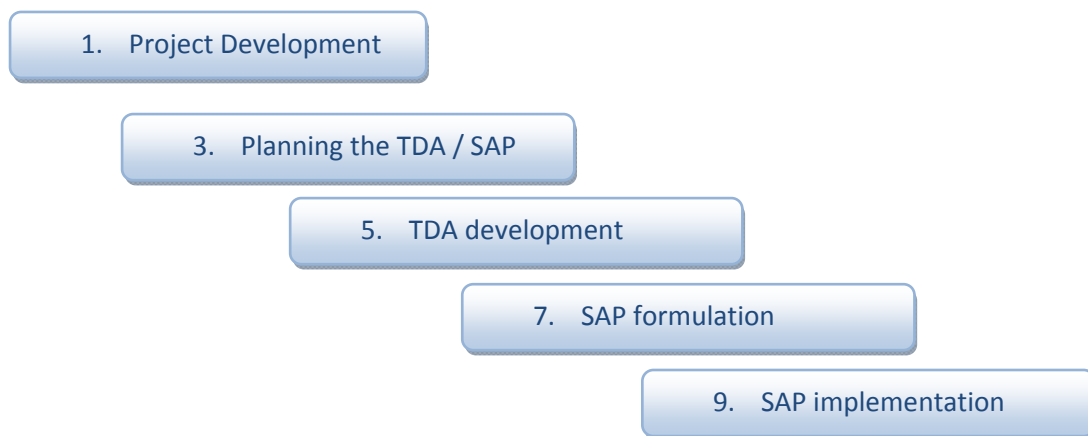 1. Project Development
3. Planning the TDA / SAP
5. TDA development
7. SAP formulation
9. SAP implementation